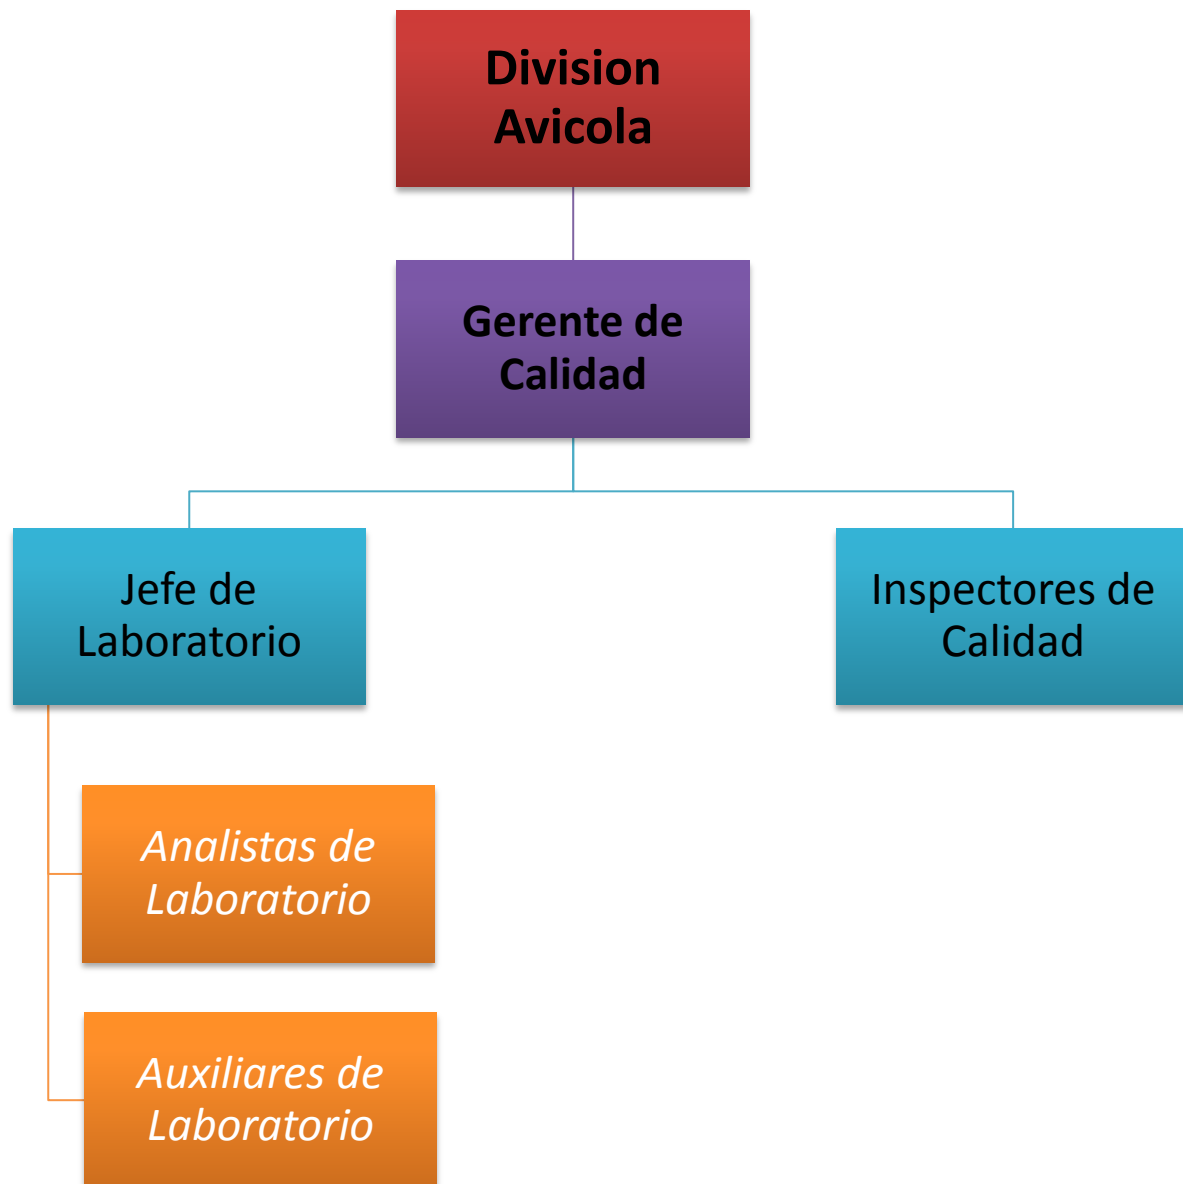 Division
Avicola
Gerente de
Calidad
Jefe de
Laboratorio
Inspectores de
Calidad
Analistas de
Laboratorio
Auxiliares de
Laboratorio